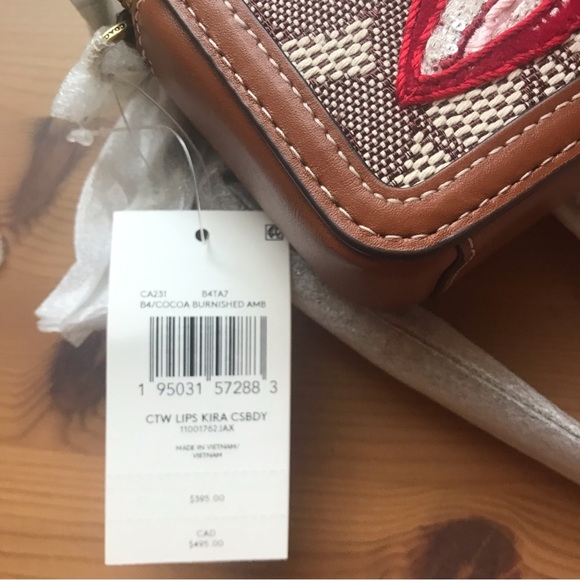 CA231 B4TA7
B4/COCOA BURNISHED AMB
1 95031 57288 3
CTW LIPS KIRA CSBDY
11001762JAX
MADE IN VIETNAM/
VIETNAM
$395.00
CAD
$495.00